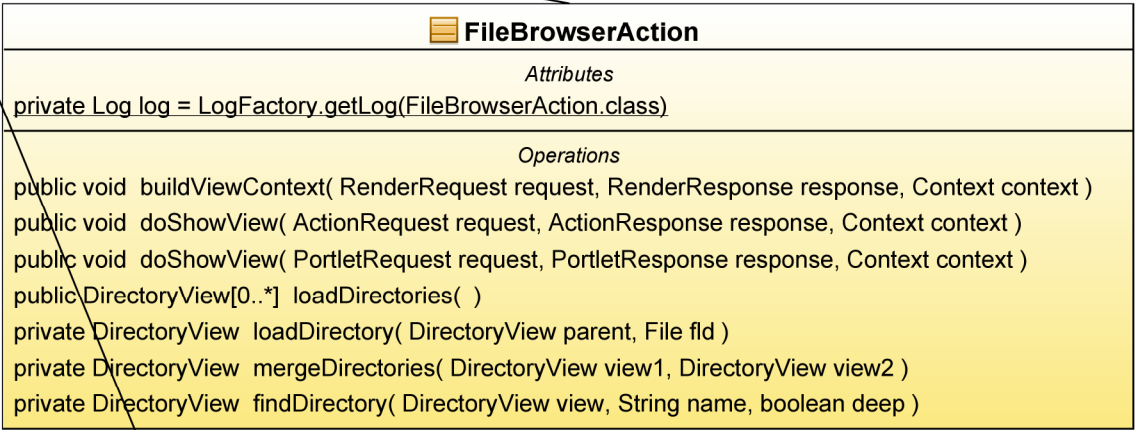 FileBrowserAction
Attributes
private Log log = LogFactory.getLog(FileBrowserAction.class)
Operations
public void buildViewContext( RenderRequest request, RenderResponse response, Context context )
public void doShowView( ActionRequest request, ActionResponse response, Context context )
public void doShowView( PortletRequest request, PortletResponse response, Context context )
public DirectoryView[0..*] loadDirectories( )
private DirectoryView loadDirectory( DirectoryView parent, File fld )
private DirectoryView mergeDirectories( DirectoryView view1, DirectoryView view2 )
private DirectoryView findDirectory( DirectoryView view, String name, boolean deep )